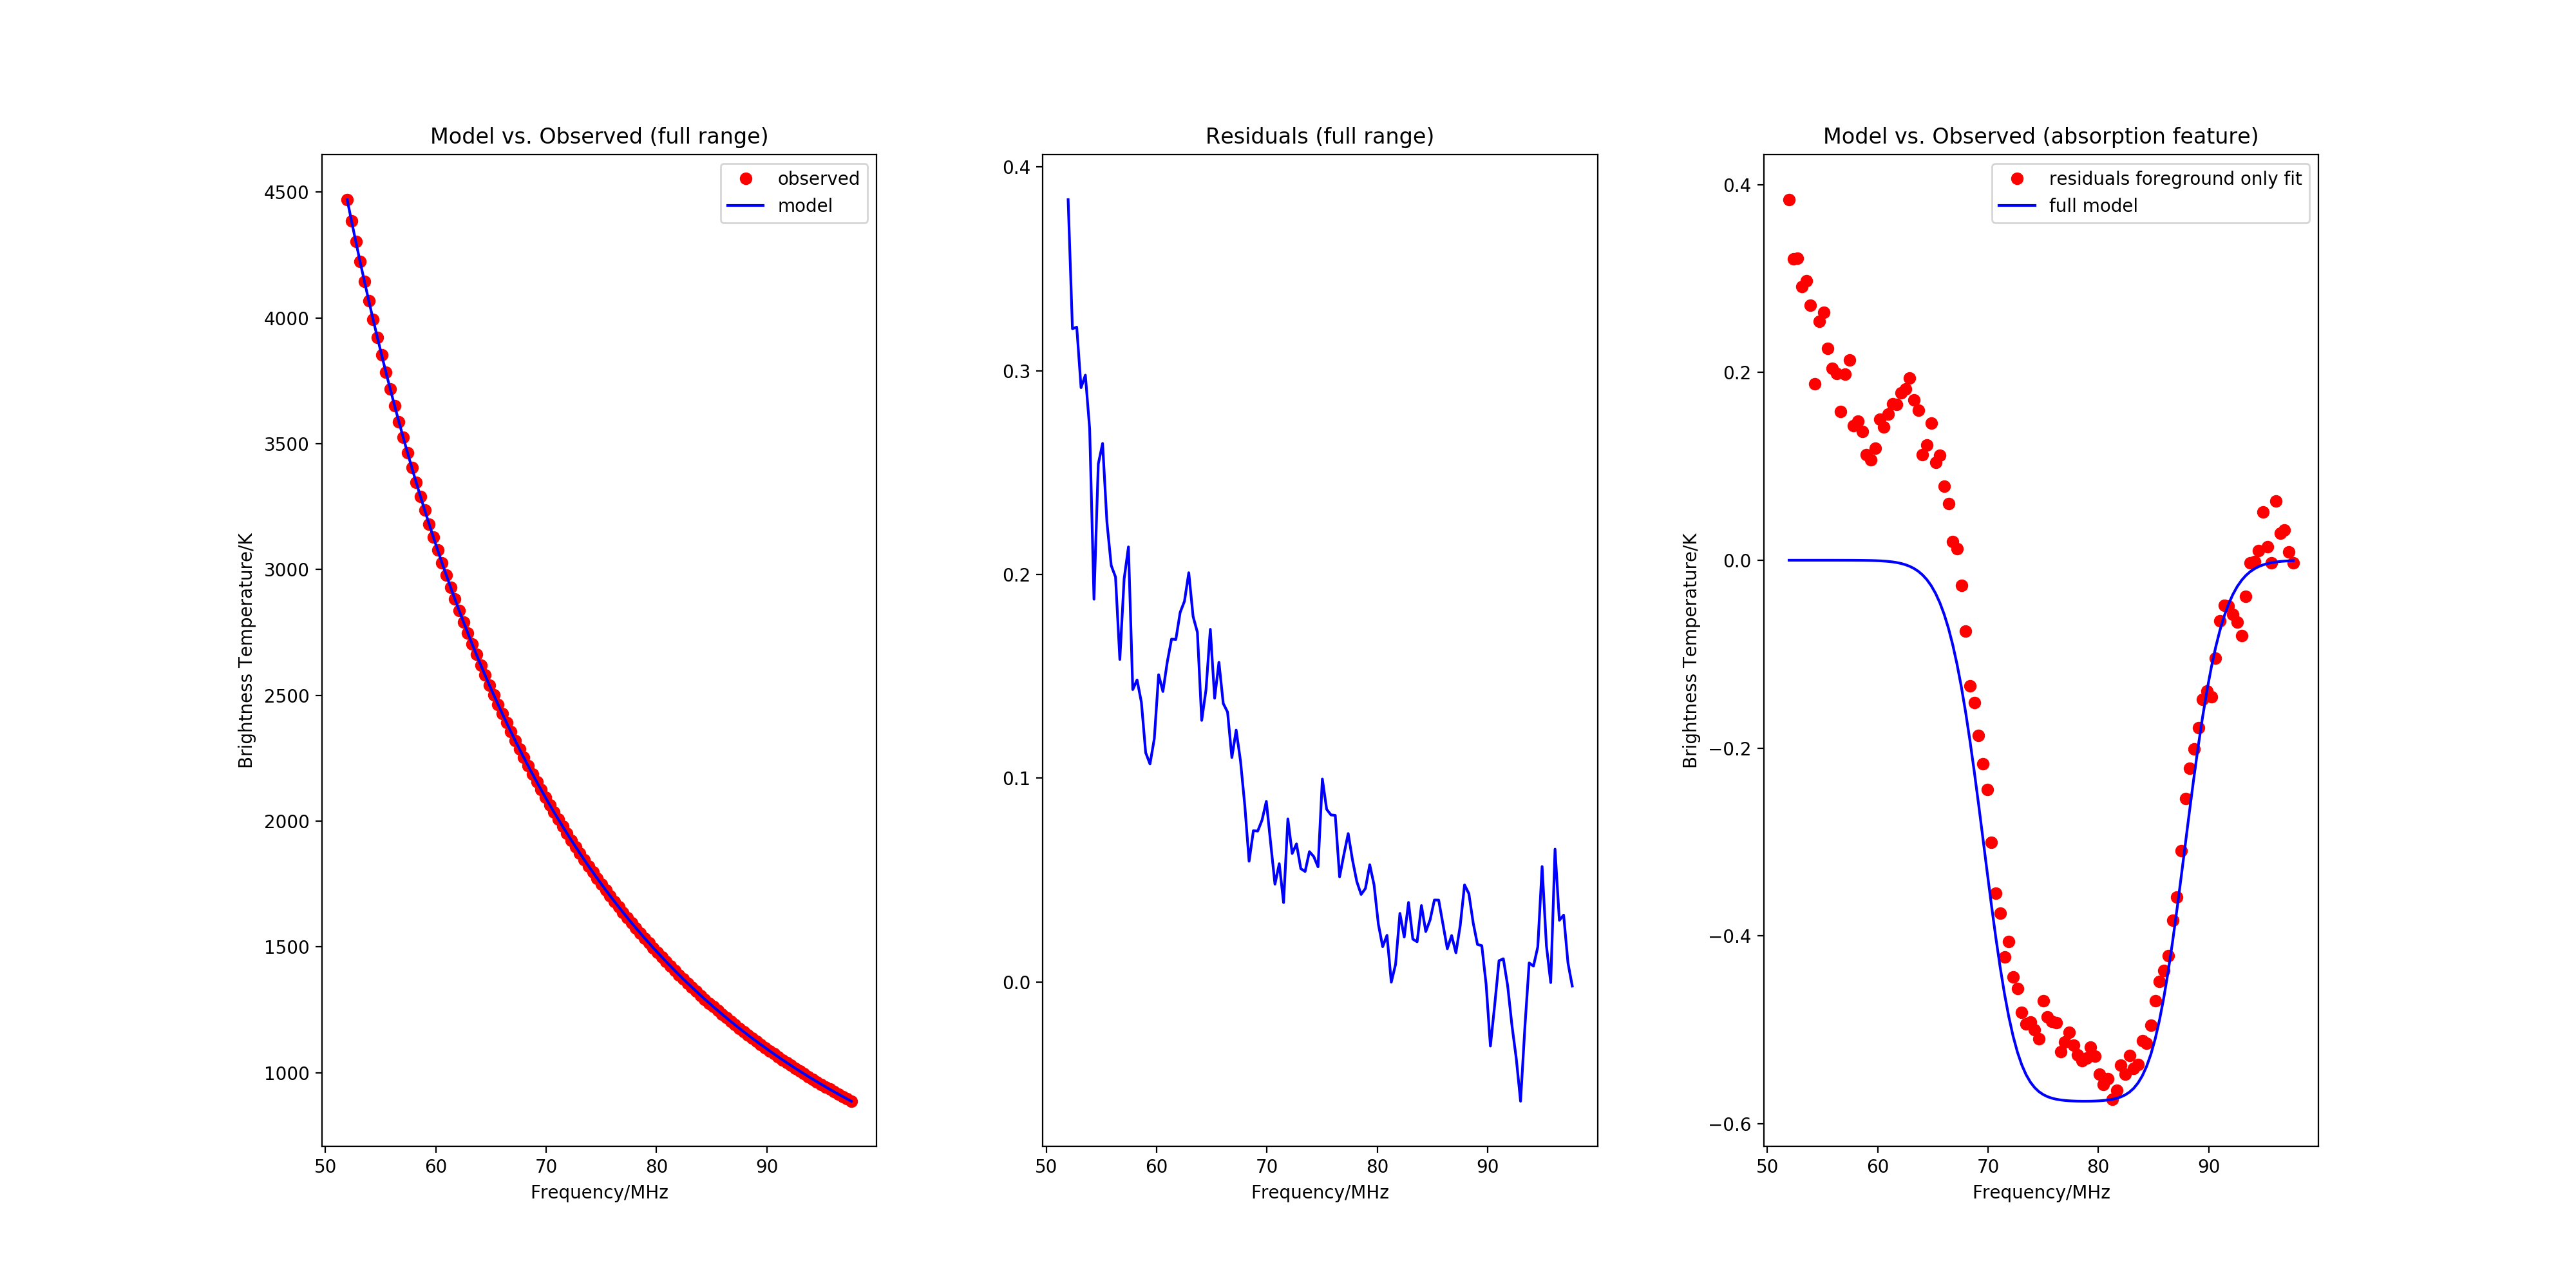 Model vs. Observed (full range)
observed
model
4500
4000
3500
3000
2500
2000
1500
1000
Brightness Temperature/K
50 60 70 80 90
Frequency/MHz
Residuals (full range)
0.4
0.3
0.2
0.1
0.0
50 60 70 80 90
Frequency/MHz
Model vs. Observed (absorption feature)
residuals foreground only fit
full model
0.4
0.2
0.0
−0.2
−0.4
−0.6
Brightness Temperature/K
50 60 70 80 90
Frequency/MHz